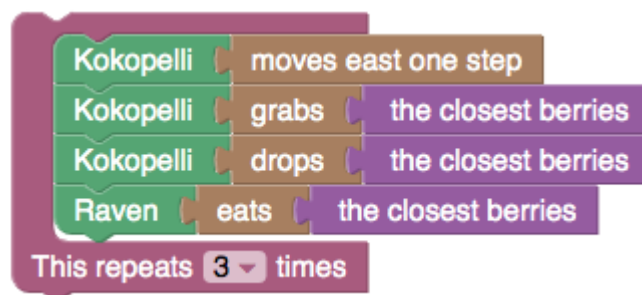 Kokopelli moves east one step
Kokopelli grabs the closest berries
Kokopelli drops the closest berries
Raven eats the closest berries
This repeats 3 times